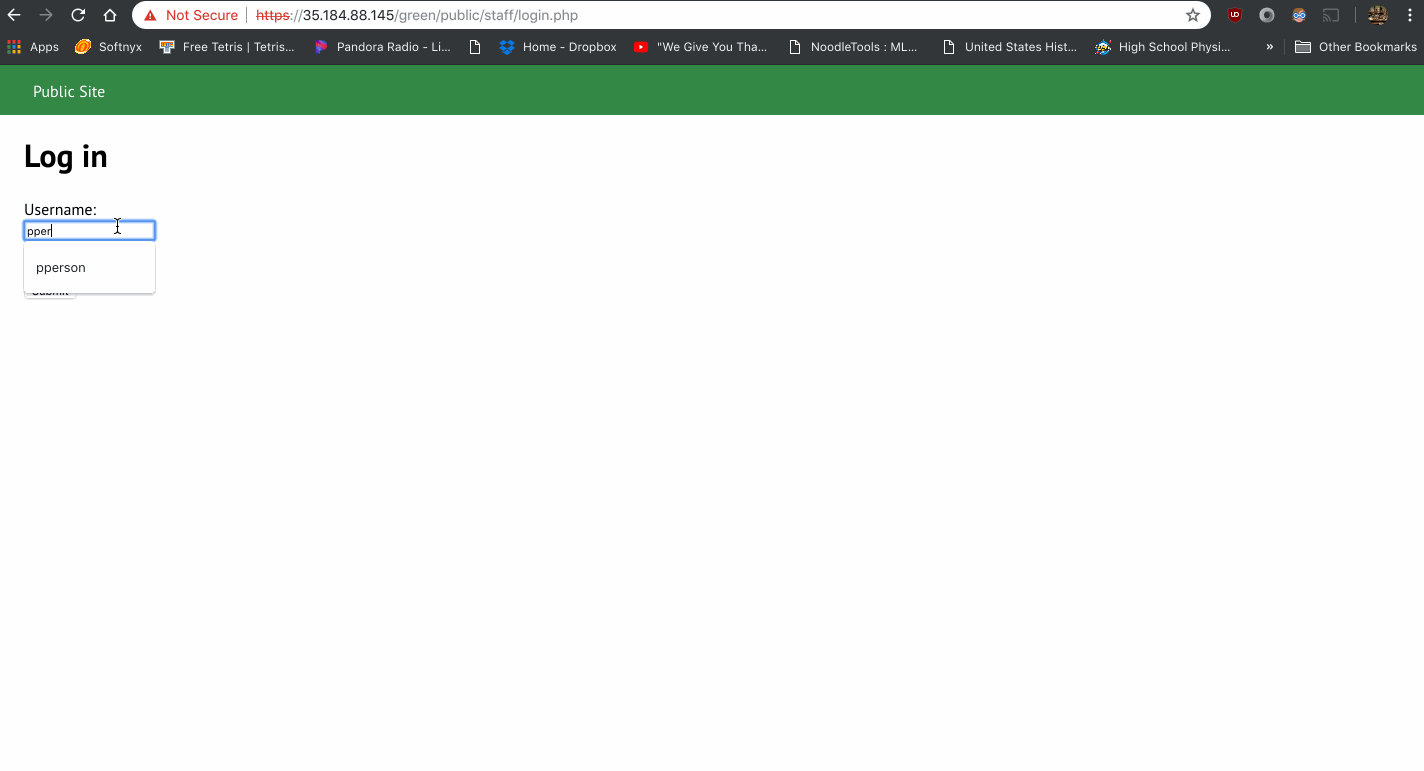 Not Secure https://35.184.88.145/green/public/staff/login.php UD
Apps Softnyx Free Tetris | Tetris... Pandora Radio - Li... Home - Dropbox "We Give You Tha... NoodleTools : ML... United States Hist... High School Physi... » Other Bookmarks
Public Site
Log in
Username:
pper
pperson
Submit